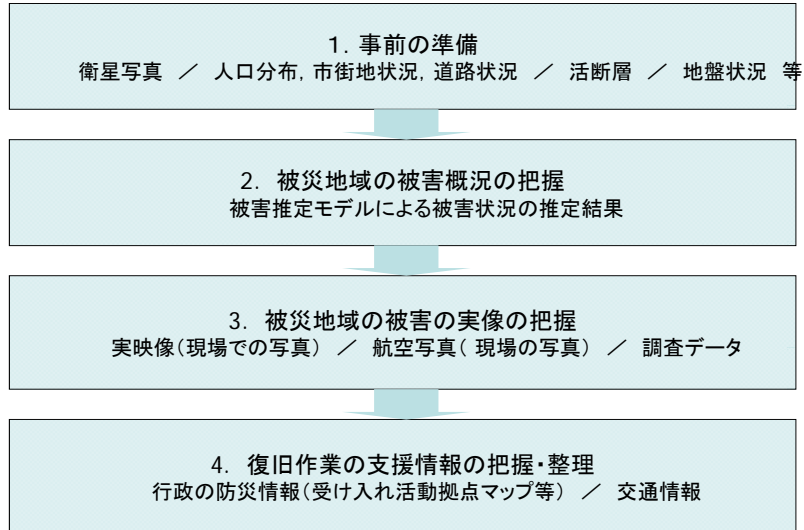 1. 事前の準備
衛星写真 ／ 人口分布, 市街地状況, 道路状況 ／ 活断層 ／ 地盤状況 等
2. 被災地域の被害概況の把握
被害推定モデルによる被害状況の推定結果
3. 被災地域の被害の実像の把握
実映像(現場での写真) ／ 航空写真( 現場の写真) ／ 調査データ
4. 復旧作業の支援情報の把握・整理
行政の防災情報(受け入れ活動拠点マップ等) ／ 交通情報